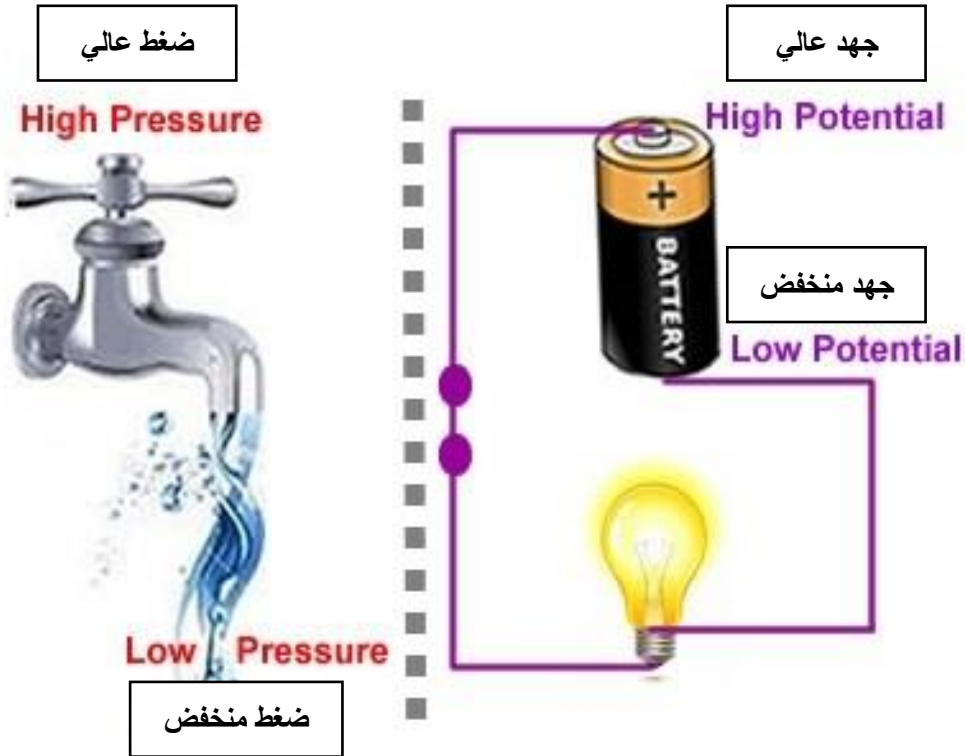 ضغط عالي
High Pressure
Low Pressure
ضغط منخفض
جهد عالي
High Potential
+
BATTERY
جهد منخفض
Low Potential